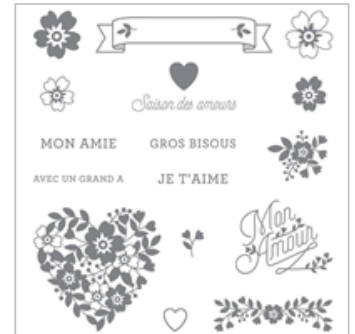 Saison des amours
MON AMIE
GROS BISOUS
AVEC UN GRAND A
JE T'AIME
Mon
Amour